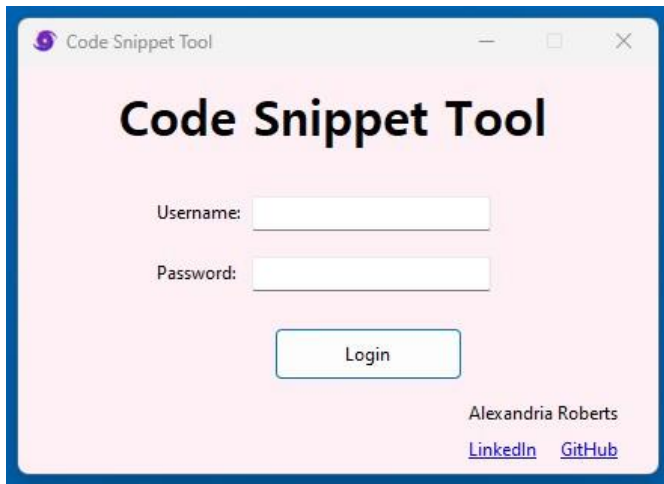 Code Snippet Tool
Code Snippet Tool
Username:
Password:
Login
Alexandria Roberts
LinkedIn GitHub